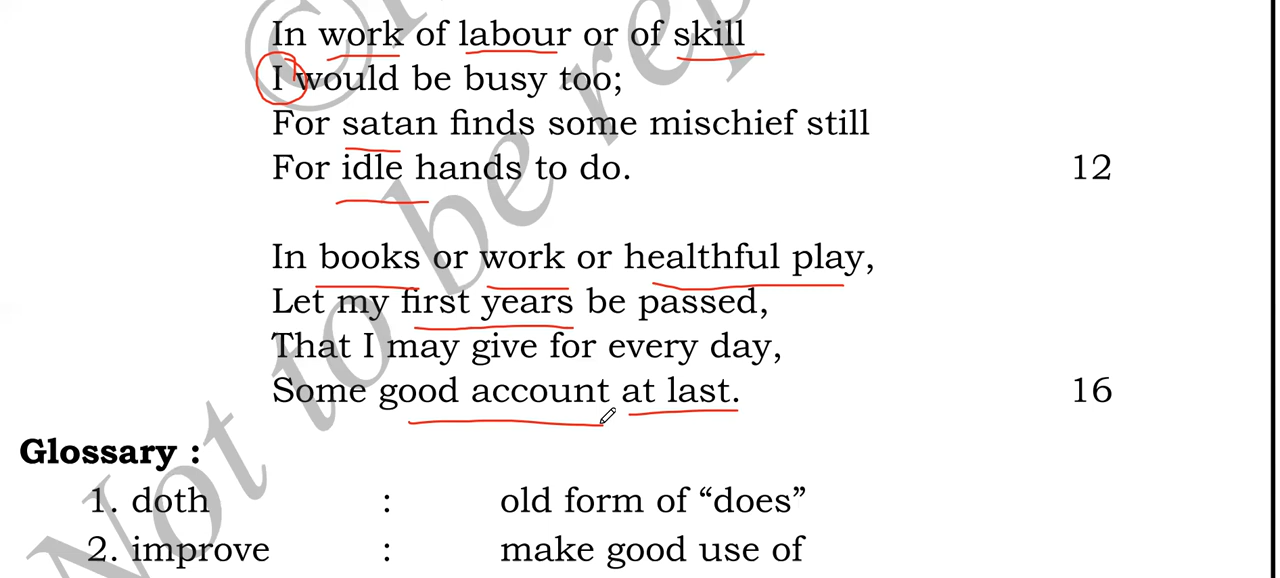 In work of labour or of skill
I would be busy too;
For satan finds some mischief still
For idle hands to do. 12
In books or work or healthful play,
Let my first years be passed,
That I may give for every day,
Some good account at last. 16
Glossary :
1. doth : old form of “does”
2. improve : make good use of
Not to be rep